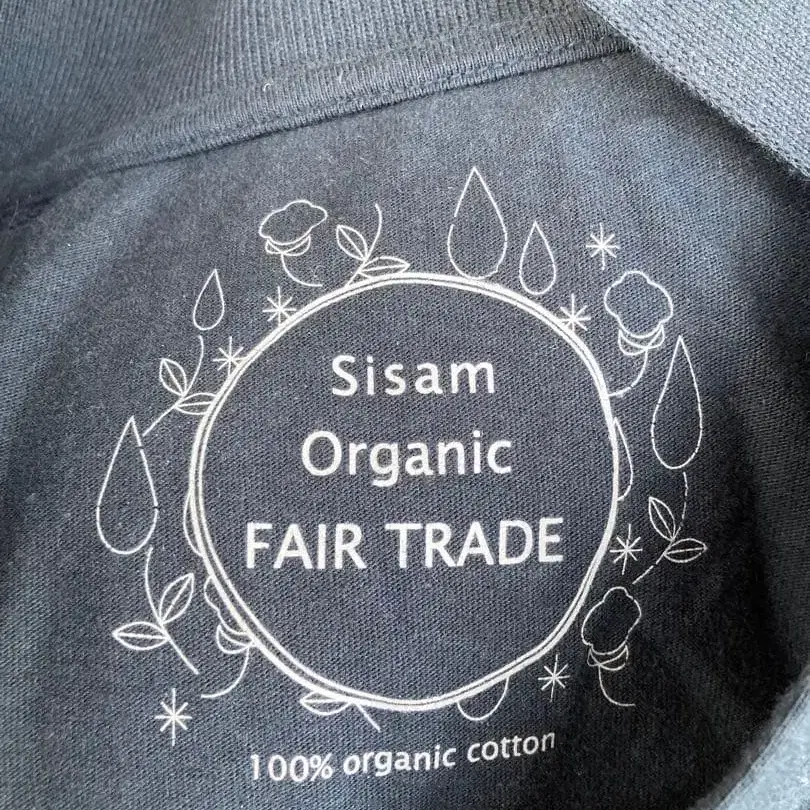 Sisam
Organic
FAIR TRADE
100% organic cotton